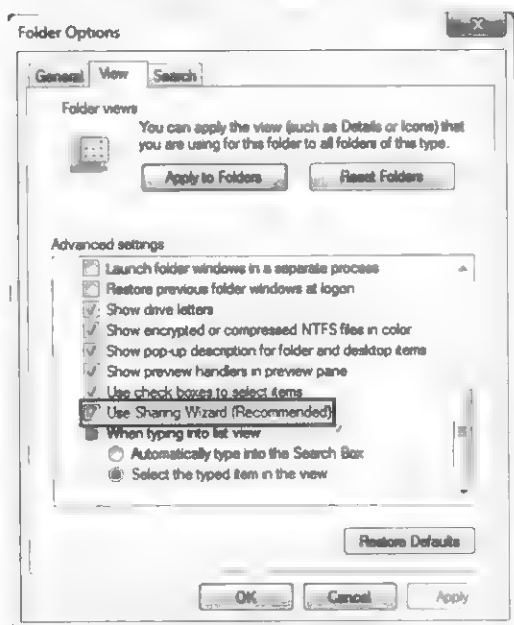 Folder Options
General View Search
Folder views
You can apply the view (such as Details or Icons) that
you are using for this folder to all folders of this type.
Apply to Folders Reset Folders
Advanced settings
Launch folder windows in a separate process
Restore previous folder windows at logon
Show drive letters
Show encrypted or compressed NTFS files in color
Show pop-up description for folder and desktop items
Show preview handlers in preview pane
Use check boxes to select items
Use Sharing Wizard (Recommended)
When typing into list view
Automatically type into the Search Box
Select the typed item in the view
Restore Defaults
OK Cancel Apply